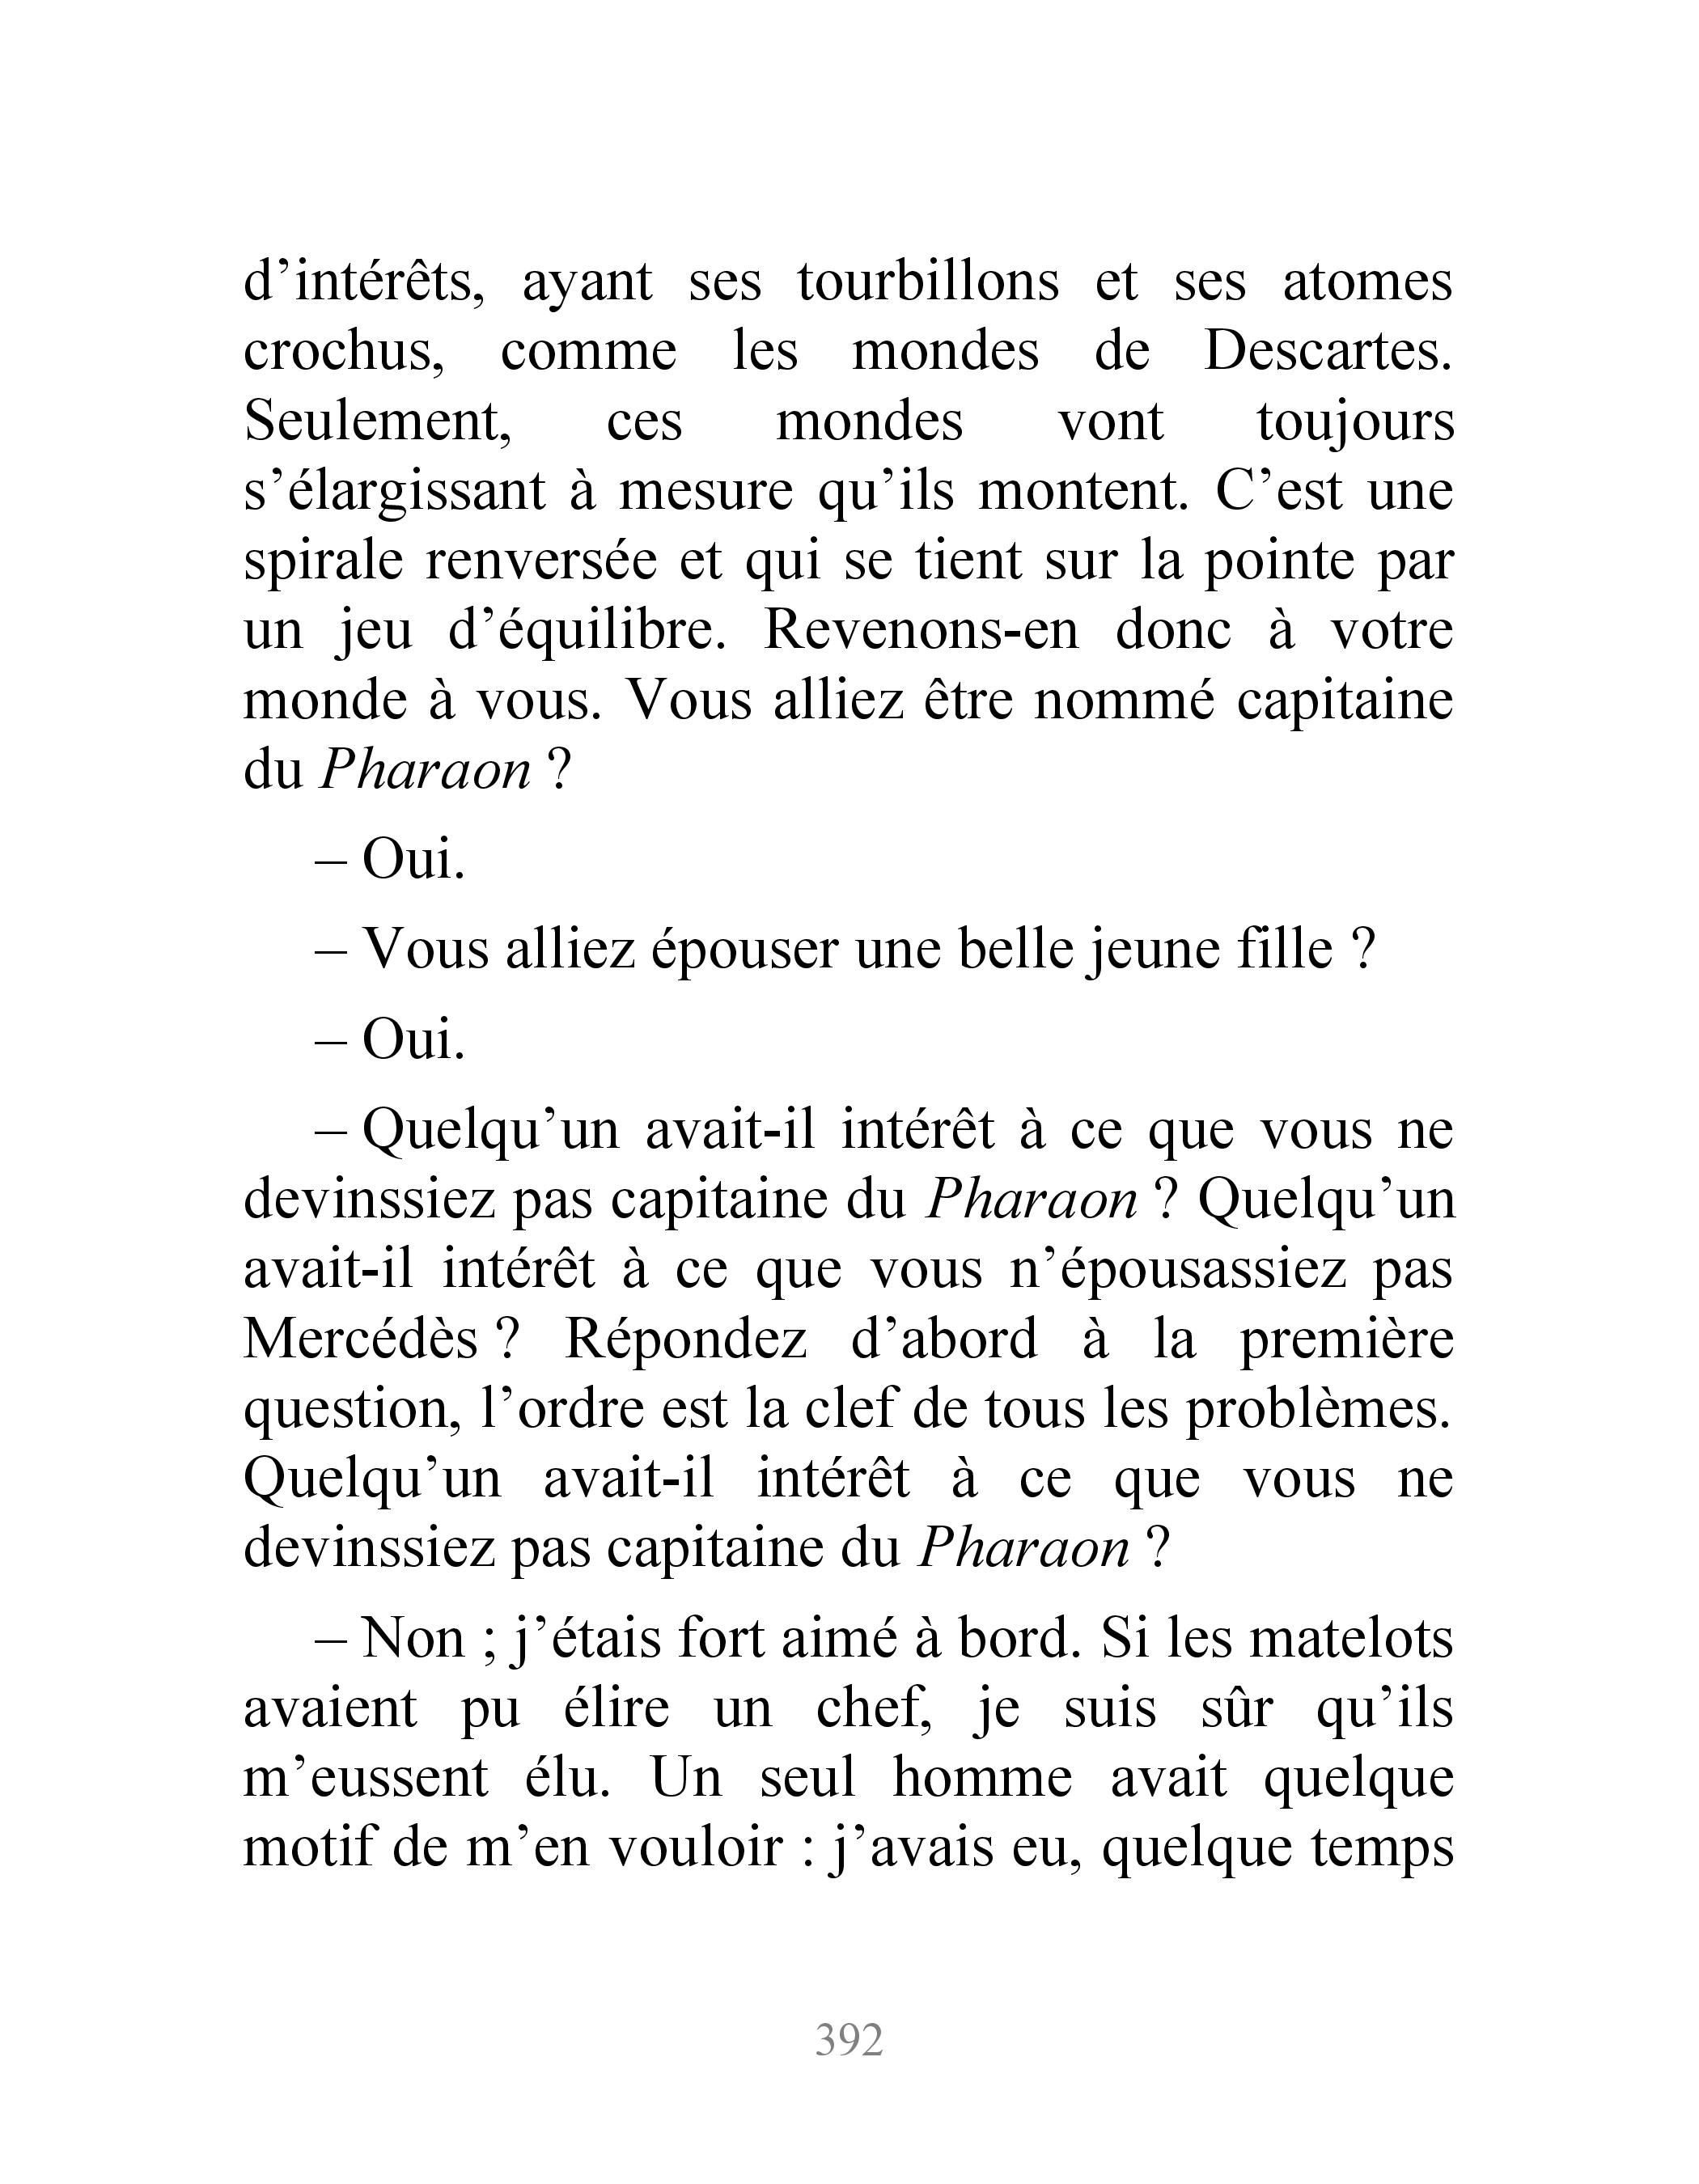 d’intérêts, ayant ses tourbillons et ses atomes
crochus, comme les mondes de Descartes.
Seulement, ces mondes vont toujours
s’élargissant à mesure qu’ils montent. C’est une
spirale renversée et qui se tient sur la pointe par
un jeu d’équilibre. Revenons-en donc à votre
monde à vous. Vous alliez être nommé capitaine
du Pharaon ?
– Oui.
– Vous alliez épouser une belle jeune fille ?
– Oui.
– Quelqu’un avait-il intérêt à ce que vous ne
devinssiez pas capitaine du Pharaon ? Quelqu’un
avait-il intérêt à ce que vous n’épousassiez pas
Mercédès ? Répondez d’abord à la première
question, l’ordre est la clef de tous les problèmes.
Quelqu’un avait-il intérêt à ce que vous ne
devinssiez pas capitaine du Pharaon ?
– Non ; j’étais fort aimé à bord. Si les matelots
avaient pu élire un chef, je suis sûr qu’ils
m’eussent élu. Un seul homme avait quelque
motif de m’en vouloir : j’avais eu, quelque temps
392